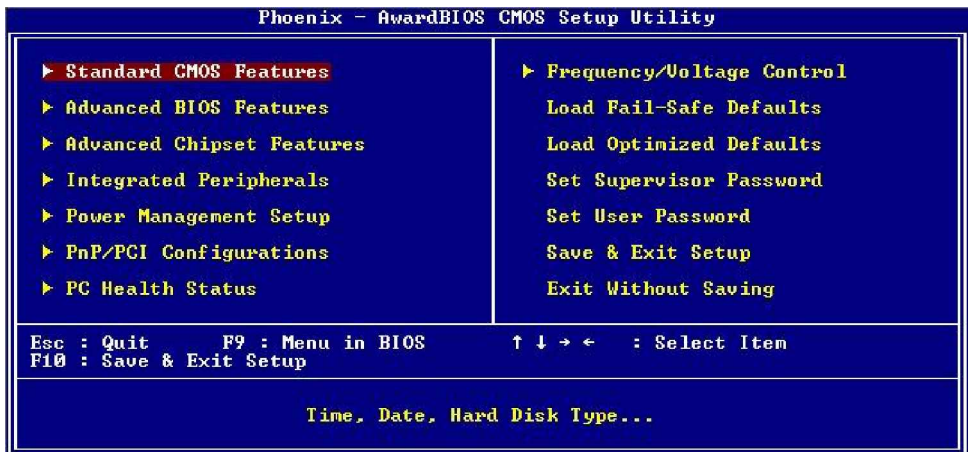 Phoenix - AwardBIOS CMOS Setup Utility
▶ Standard CMOS Features
▶ Advanced BIOS Features
▶ Advanced Chipset Features
▶ Integrated Peripherals
▶ Power Management Setup
▶ PnP/PCI Configurations
▶ PC Health Status
▶ Frequency/Voltage Control
Load Fail-Safe Defaults
Load Optimized Defaults
Set Supervisor Password
Set User Password
Save & Exit Setup
Exit Without Saving
Esc : Quit F9 : Menu in BIOS ↑ ↓ → ← : Select Item
F10 : Save & Exit Setup
Time, Date, Hard Disk Type...